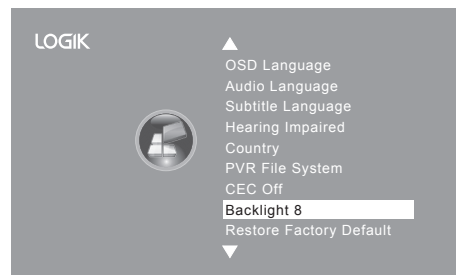 LOGIK
OSD Language
Audio Language
Subtitle Language
Hearing Impaired
Country
PVR File System
CEC Off
Backlight 8
Restore Factory Default